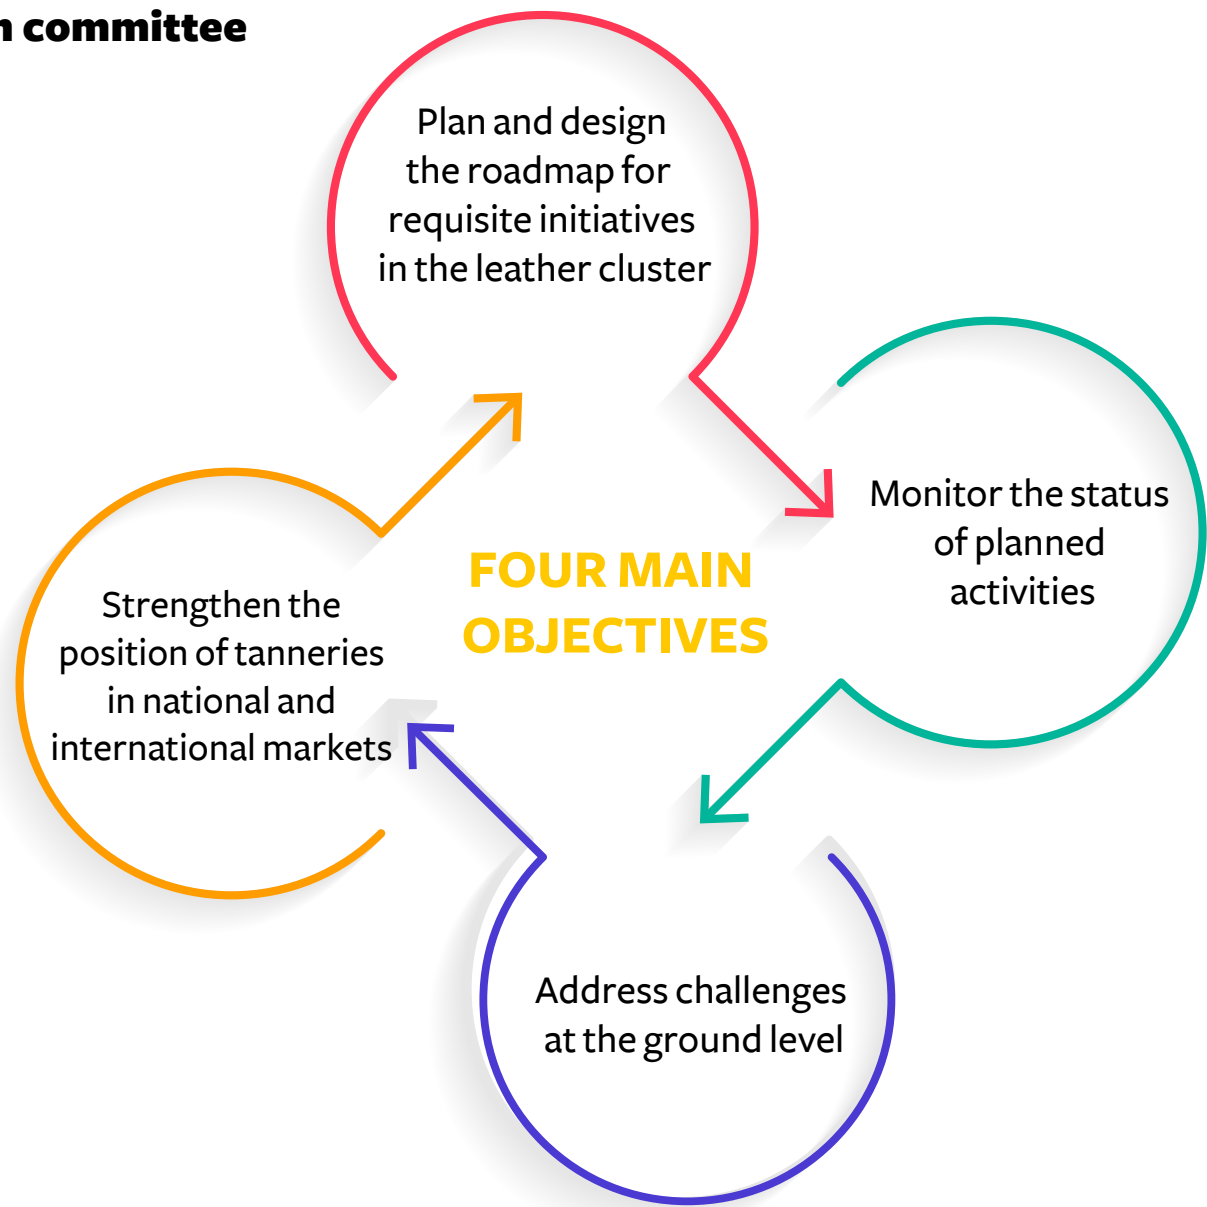 committee
Plan and design
the roadmap for
requisite initiatives
in the leather cluster
Monitor the status
of planned
activities
FOUR MAIN
OBJECTIVES
Strengthen the
position of tanneries
in national and
international markets
Address challenges
at the ground level